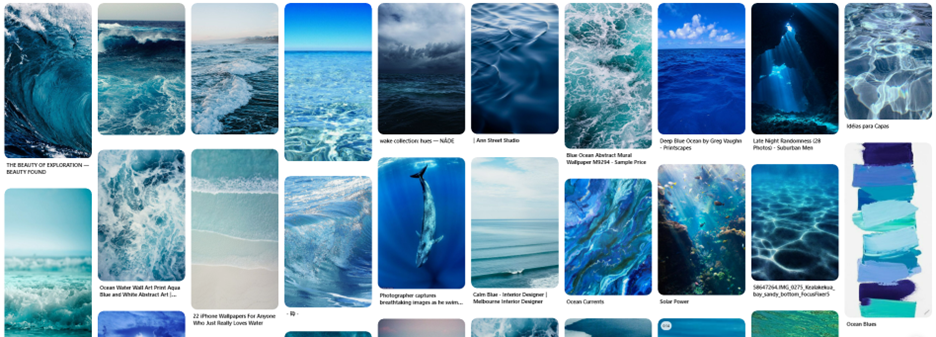 THE BEAUTY OF EXPLORATION —
BEAUTY FOUND
Ocean Water Wall Art Print Aqua
Blue and White Abstract Art |...
22 iPhone Wallpapers For Anyone
Who Just Really Loves Water
wake collection: hues — NÁDE
Photographer captures
breathtaking images as he swim...
| Ann Street Studio
Calm Blue - Interior Designer |
Melbourne Interior Designer
Blue Ocean Abstract Mural
Wallpaper M9294 - Sample Price
Ocean Currents
Deep Blue Ocean by Greg Vaughn
- Printscapes
Solar Power
Late Night Randomness (28
Photos) - Suburban Men
58647264.IMG_0275_Kealakekua_
bay_sandy_bottom_FocusFixer5
Idéias para Capas
Ocean Blues